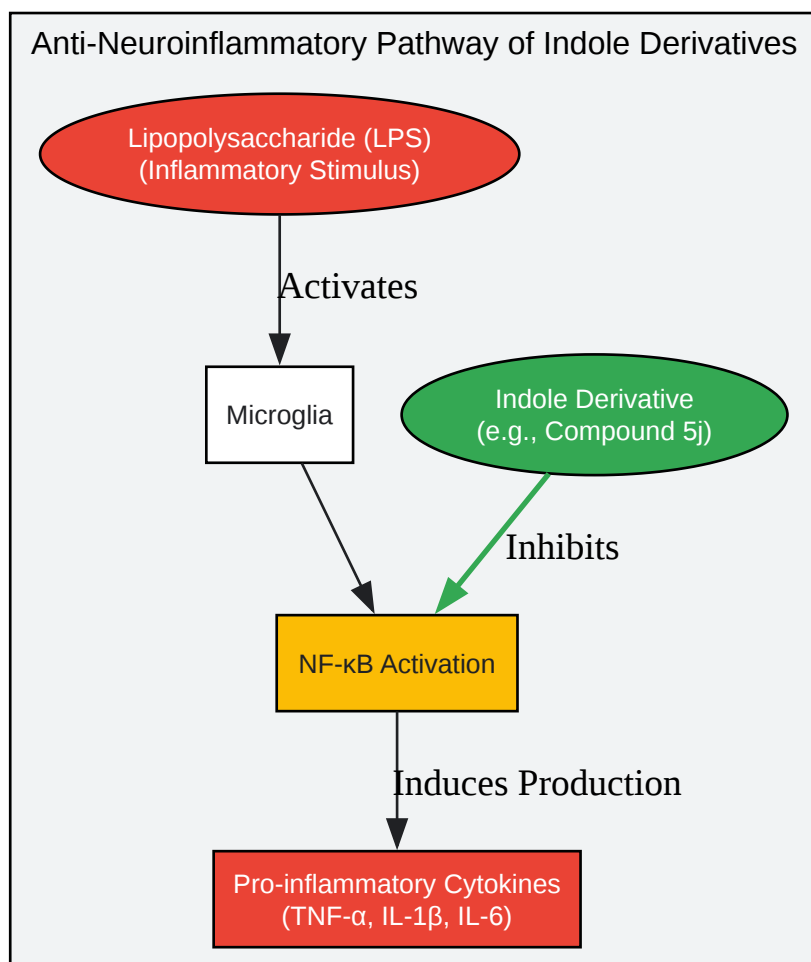 Anti-Neuroinflammatory Pathway of Indole Derivatives
Lipopolysaccharide (LPS)
(Inflammatory Stimulus)
Activates
Microglia
Indole Derivative
(e.g., Compound 5j)
Inhibits
NF-κB Activation
Induces Production
Pro-inflammatory Cytokines
(TNF-α, IL-1β, IL-6)